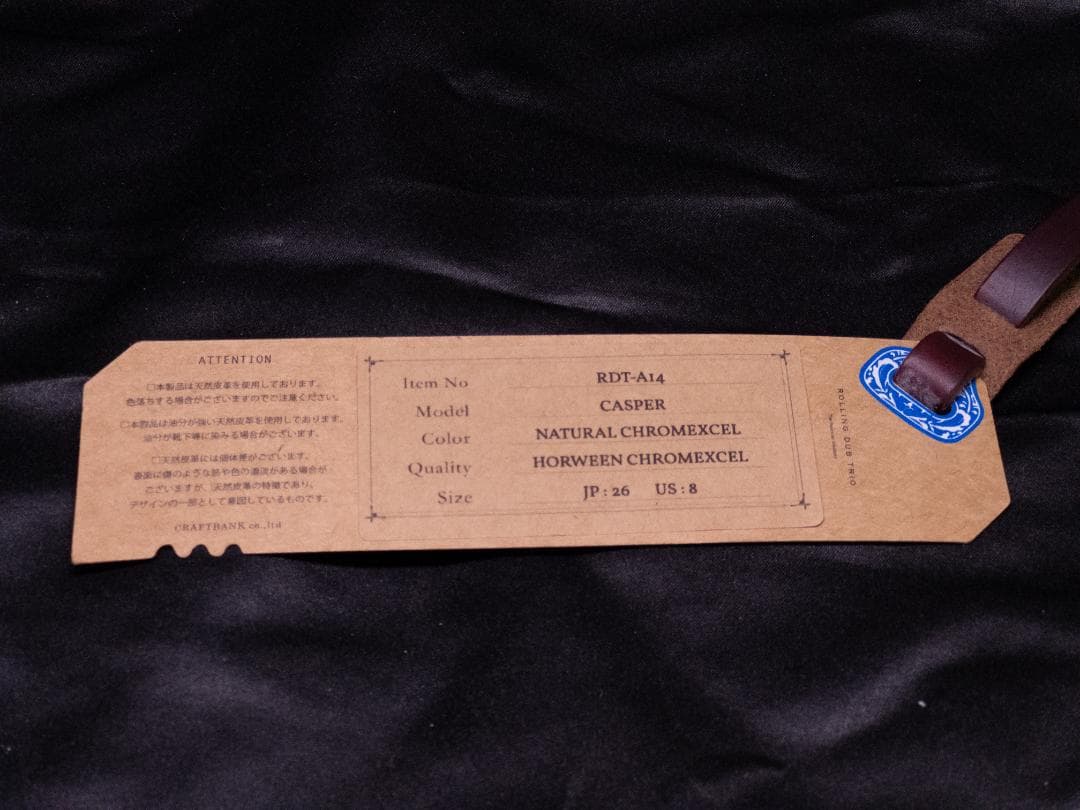 ATTENTION
□本製品は天然皮革を使用しております。
色落ちする場合がございますのでご注意ください。
□本製品は油分が強い天然皮革を使用しております。
油分が靴下等に染みる場合がございます。
□天然皮革には個体差がございます。
表面に傷のような筋や色の濃淡がある場合が
ございますが、天然皮革の特徴であり、
デザインの一部として意図しているものです。
CRAFTBANK co.,ltd
Item No RDT-A14
Model CASPER
Color NATURAL CHROMEXCEL
Quality HORWEEN CHROMEXCEL
Size JP : 26 US : 8
ROLLING DUB TRIO